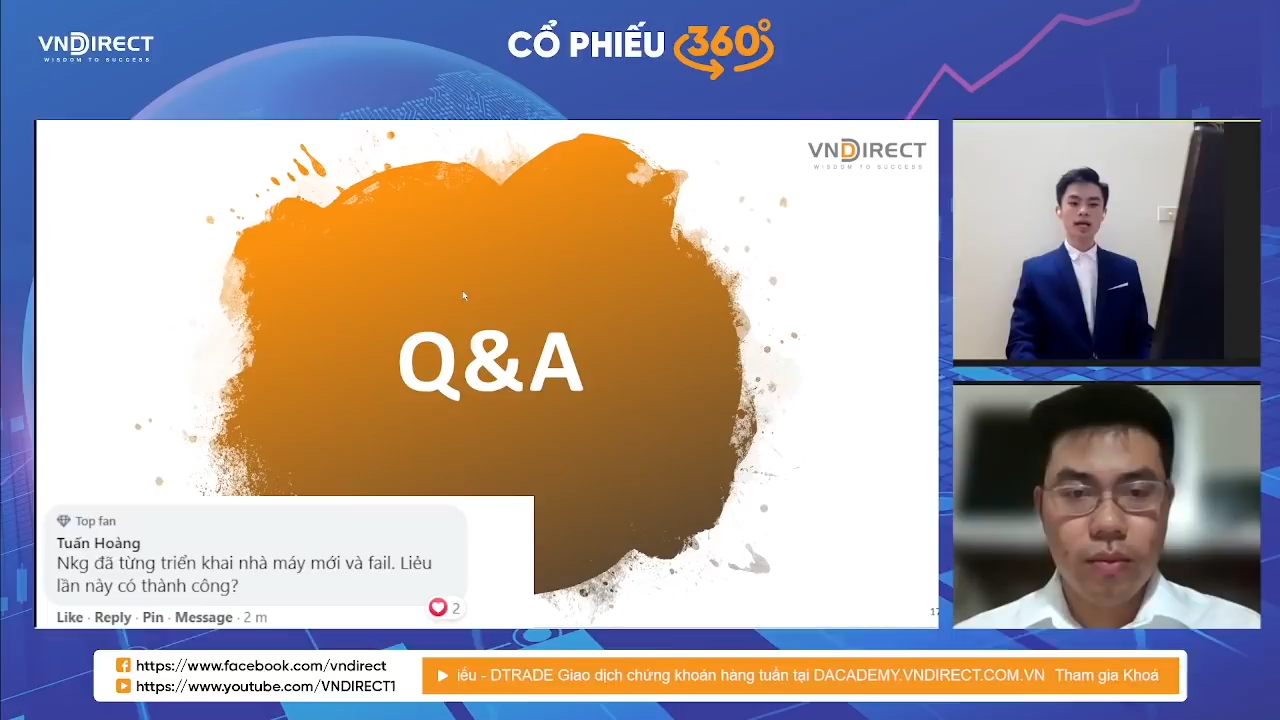 VNDIRECT
WISDOM TO SUCCESS
CỔ PHIẾU 360°
VNDIRECT
WISDOM TO SUCCESS
Q&A
Top fan
Tuấn Hoàng
Nkg đã từng triển khai nhà máy mới và fail. Liẻu
lần này có thành công?
Like · Reply · Pin · Message · 2 m
2
17
https://www.facebook.com/vndirect
https://www.youtube.com/VNDIRECT1
iếu - DTRADE Giao dịch chứng khoán hàng tuần tại DACADEMY.VNDIRECT.COM.VN Tham gia Khoá